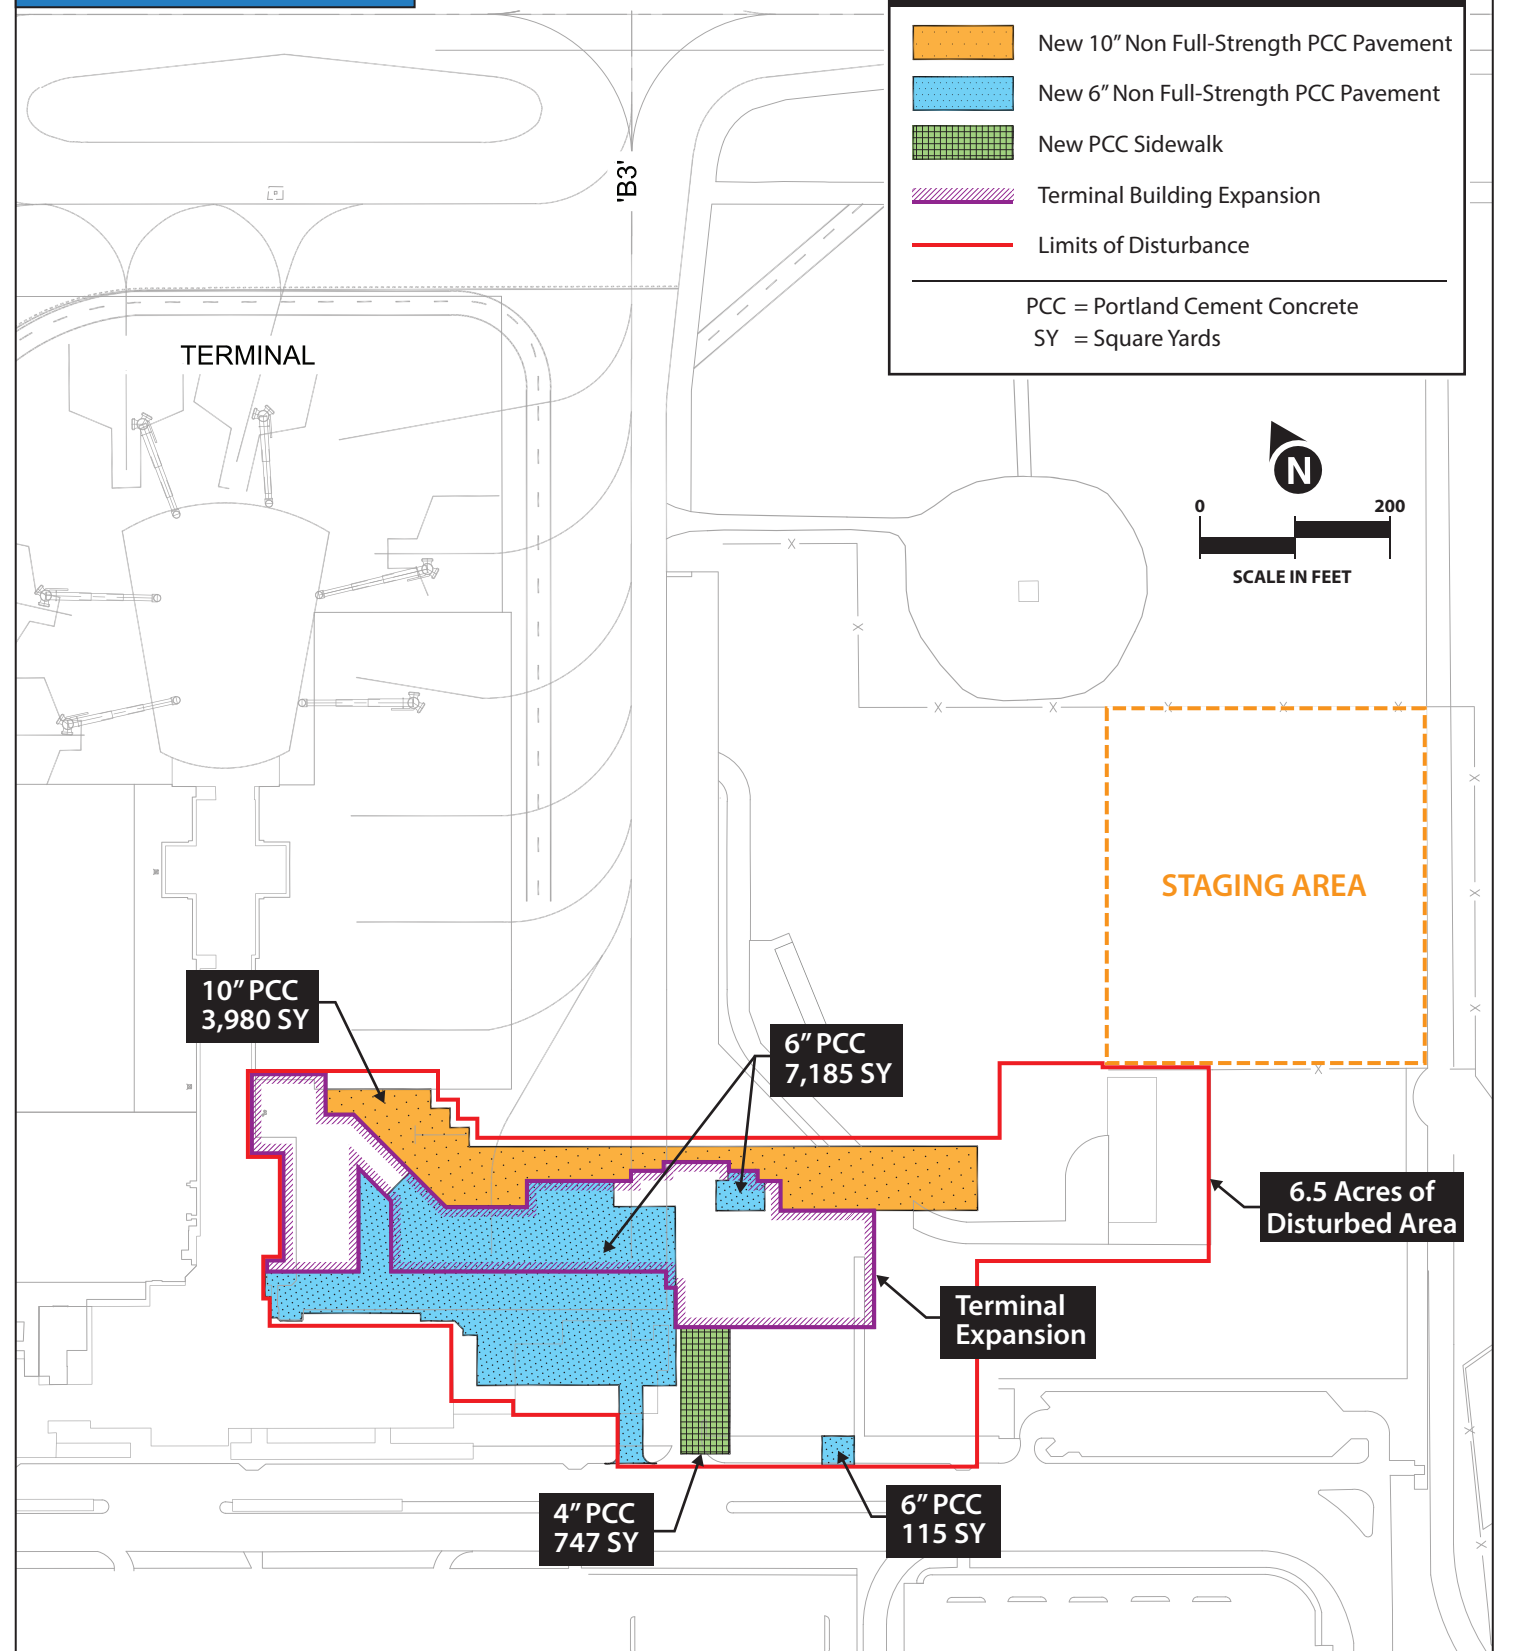 New 10" Non Full-Strength PCC Pavement
New 6" Non Full-Strength PCC Pavement
New PCC Sidewalk
Terminal Building Expansion
Limits of Disturbance
PCC = Portland Cement Concrete
SY = Square Yards
'B3'
TERMINAL
N
0 200
SCALE IN FEET
STAGING AREA
10" PCC
3,980 SY
6" PCC
7,185 SY
6.5 Acres of
Disturbed Area
Terminal
Expansion
4" PCC
747 SY
6" PCC
115 SY